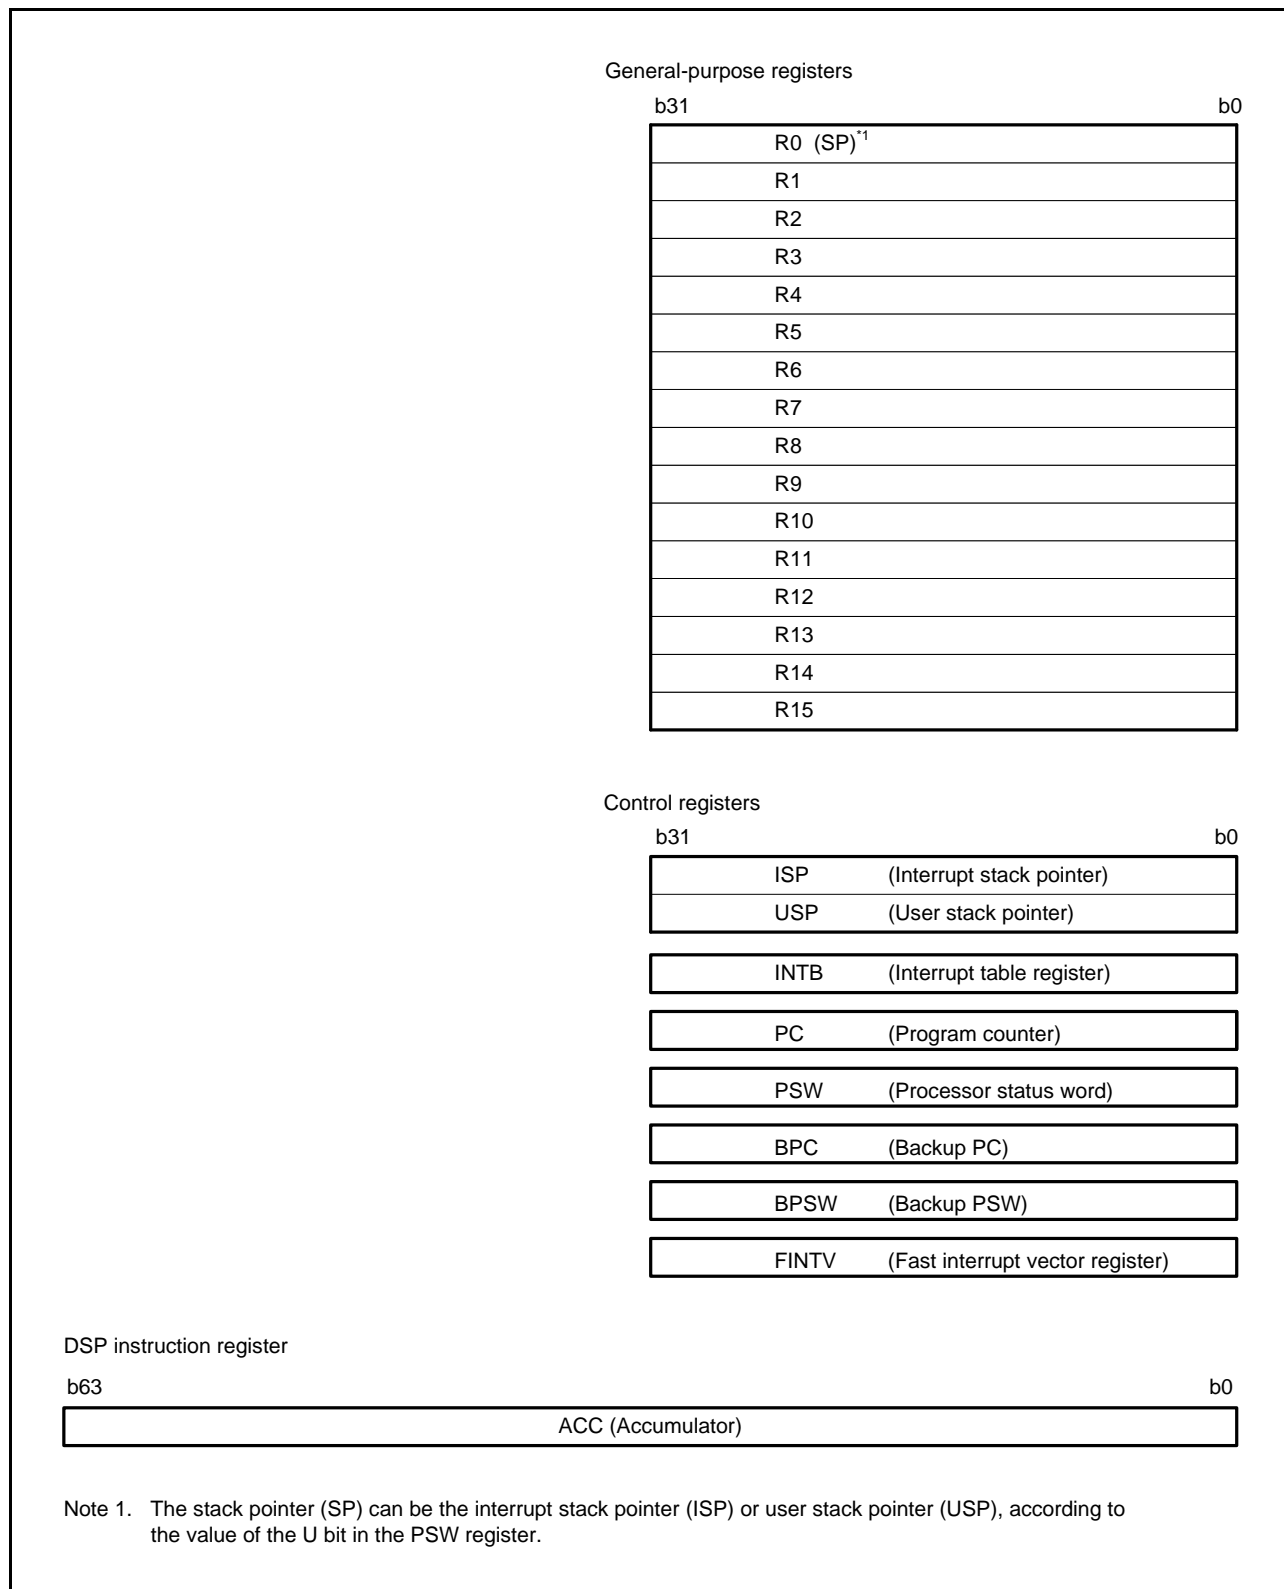 General-purpose registers
b31 b0
R0 (SP)*1
R1
R2
R3
R4
R5
R6
R7
R8
R9
R10
R11
R12
R13
R14
R15
Control registers
b31 b0
ISP (Interrupt stack pointer)
USP (User stack pointer)
INTB (Interrupt table register)
PC (Program counter)
PSW (Processor status word)
BPC (Backup PC)
BPSW (Backup PSW)
FINTV (Fast interrupt vector register)
DSP instruction register
b63 b0
ACC (Accumulator)
Note 1. The stack pointer (SP) can be the interrupt stack pointer (ISP) or user stack pointer (USP), according to
the value of the U bit in the PSW register.